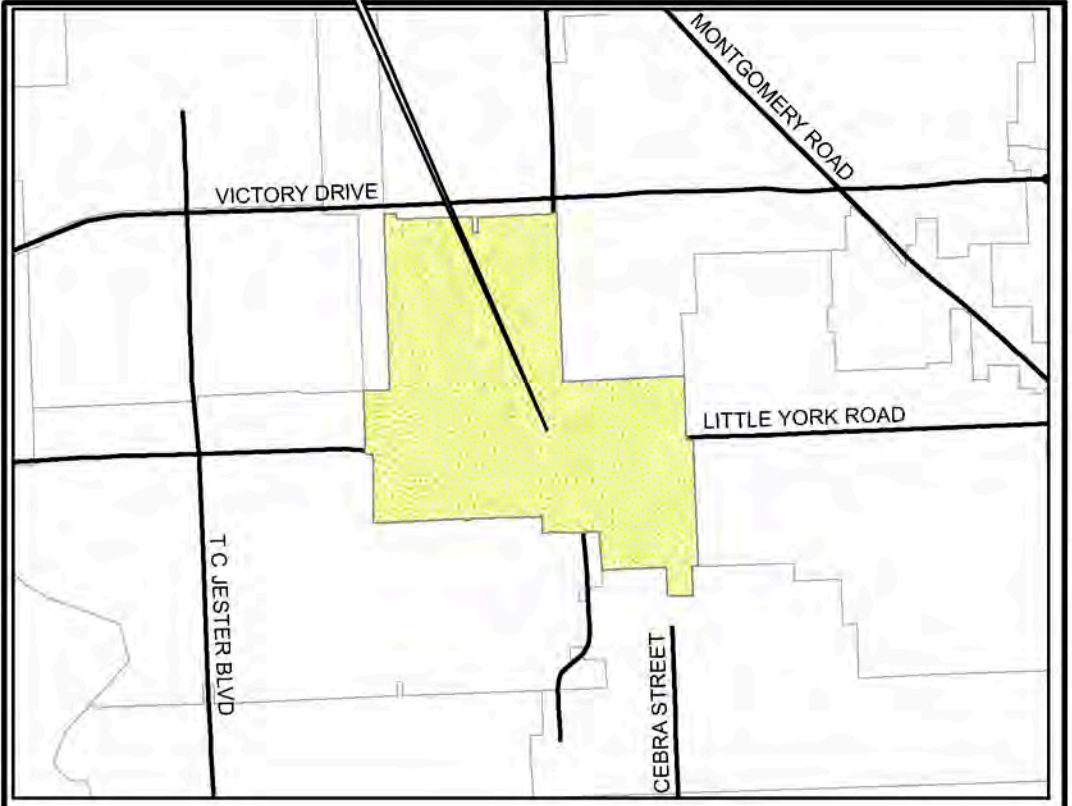 MONTGOMERY ROAD
VICTORY DRIVE
LITTLE YORK ROAD
T C JESTER BLVD
CEBRA STREET